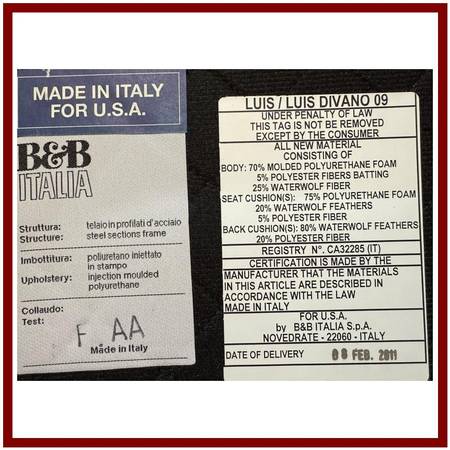 MADE IN ITALY
FOR U.S.A.
B&B
ITALIA
Struttura: telaio in profilati d'acciaio
Structure: steel sections frame
Imbottitura: poliuretano iniettato
in stampo
Upholstery: injection moulded
polyurethane
Collaudo:
Test:
F. AA
Made in Italy
LUIS / LUIS DIVANO 09
UNDER PENALTY OF LAW
THIS TAG IS NOT BE REMOVED
EXCEPT BY THE CONSUMER
ALL NEW MATERIAL
CONSISTING OF
BODY: 70% MOLDED POLYURETHANE FOAM
5% POLYESTER FIBERS BATTING
25% WATERWOLF FIBER
SEAT CUSHION(S): 75% POLYURETHANE FOAM
20% WATERWOLF FEATHERS
5% POLYESTER FIBER
BACK CUSHION(S): 80% WATERWOLF FEATHERS
20% POLYESTER FIBER
REGISTRY N°. CA32285 (IT)
CERTIFICATION IS MADE BY THE
MANUFACTURER THAT THE MATERIALS
IN THIS ARTICLE ARE DESCRIBED IN
ACCORDANCE WITH THE LAW
MADE IN ITALY
FOR U.S.A.
by B&B ITALIA S.p.A.
NOVEDRATE - 22060 - ITALY
DATE OF DELIVERY 08 FEB. 2011